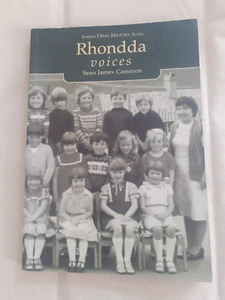 Tempus ORAL HISTORY Series
Rhondda
voices
Sean James Cameron